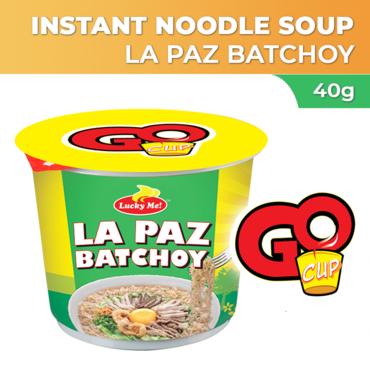 INSTANT NOODLE SOUP
LA PAZ BATCHOY
40g
GO
CUP
Lucky Me!
LA PAZ
BATCHOY
GO
CUP